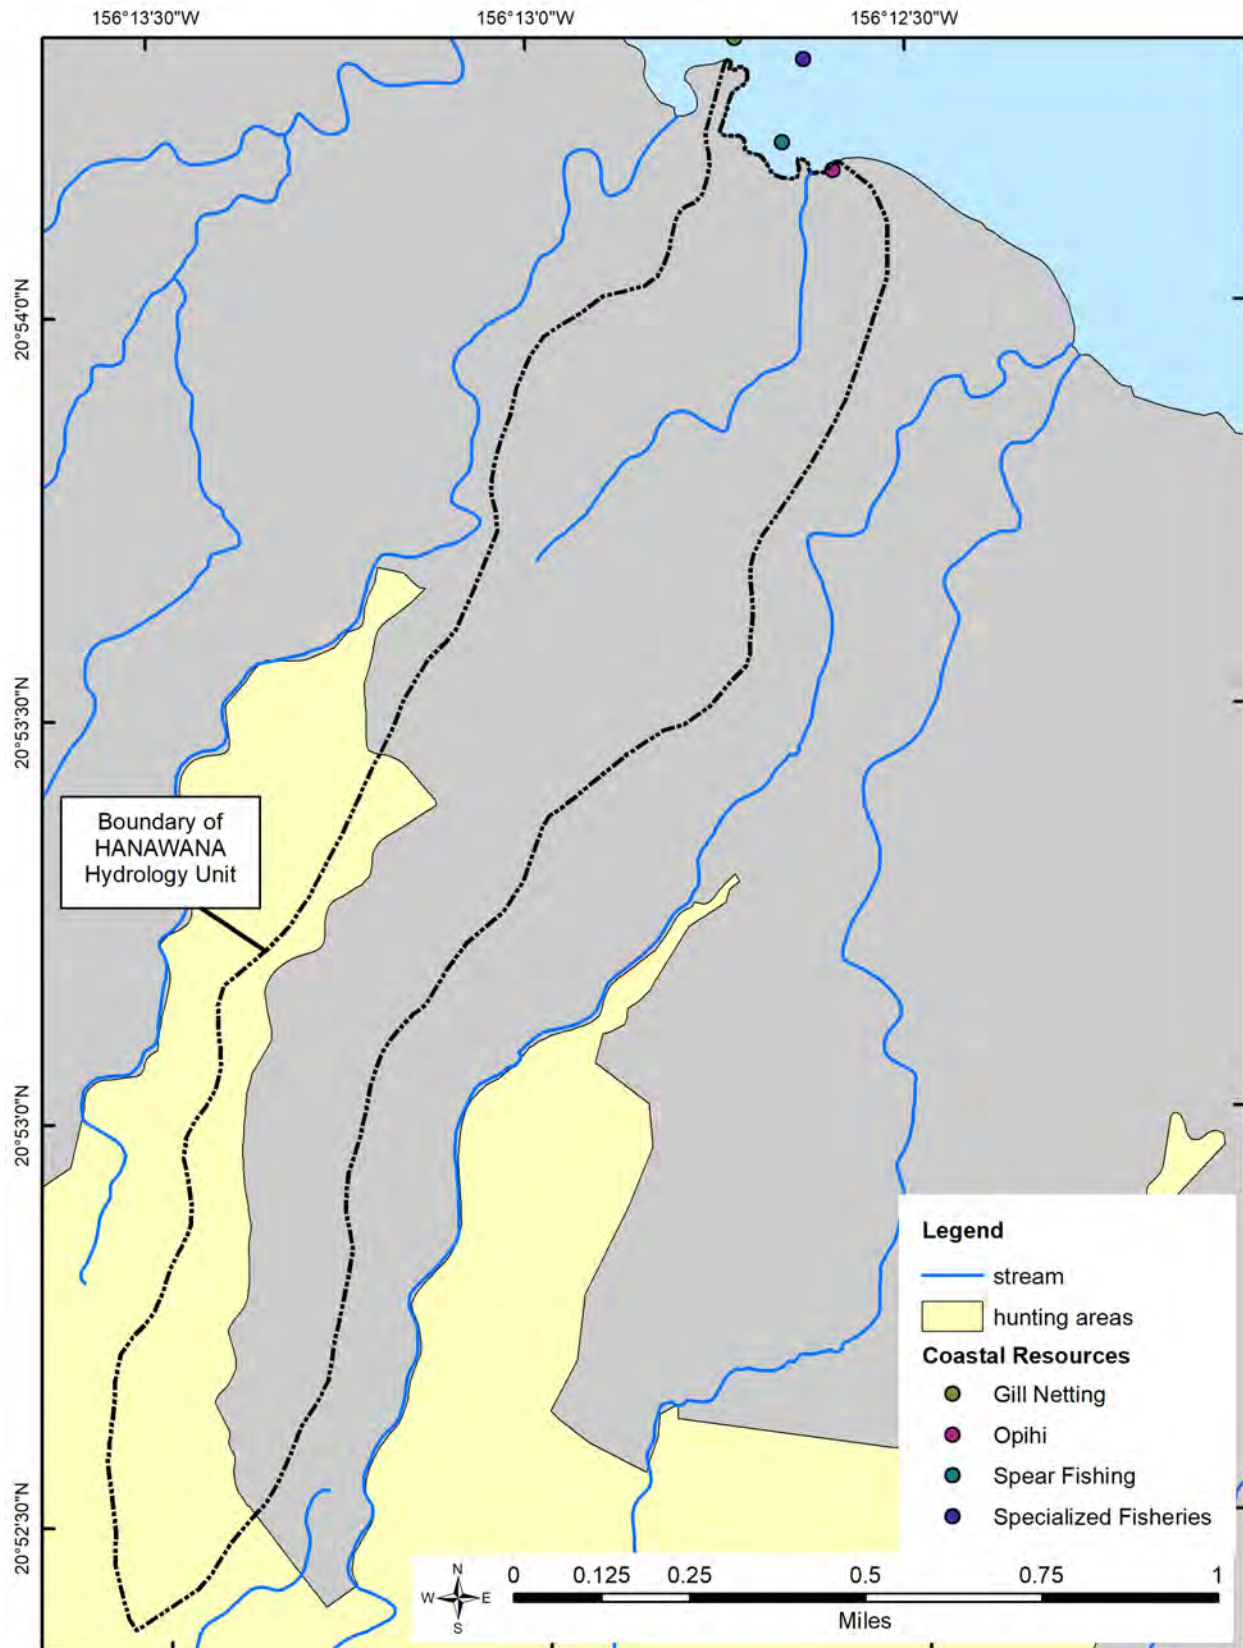 156°13'30"W
156°13'0"W
156°12'30"W
20°54'0"N
20°53'30"N
20°53'0"N
20°52'30"N
Boundary of
HANAWANA
Hydrology Unit
Legend
stream
hunting areas
Coastal Resources
Gill Netting
Opihi
Spear Fishing
Specialized Fisheries
N
W E
S
0 0.125 0.25 0.5 0.75 1
Miles